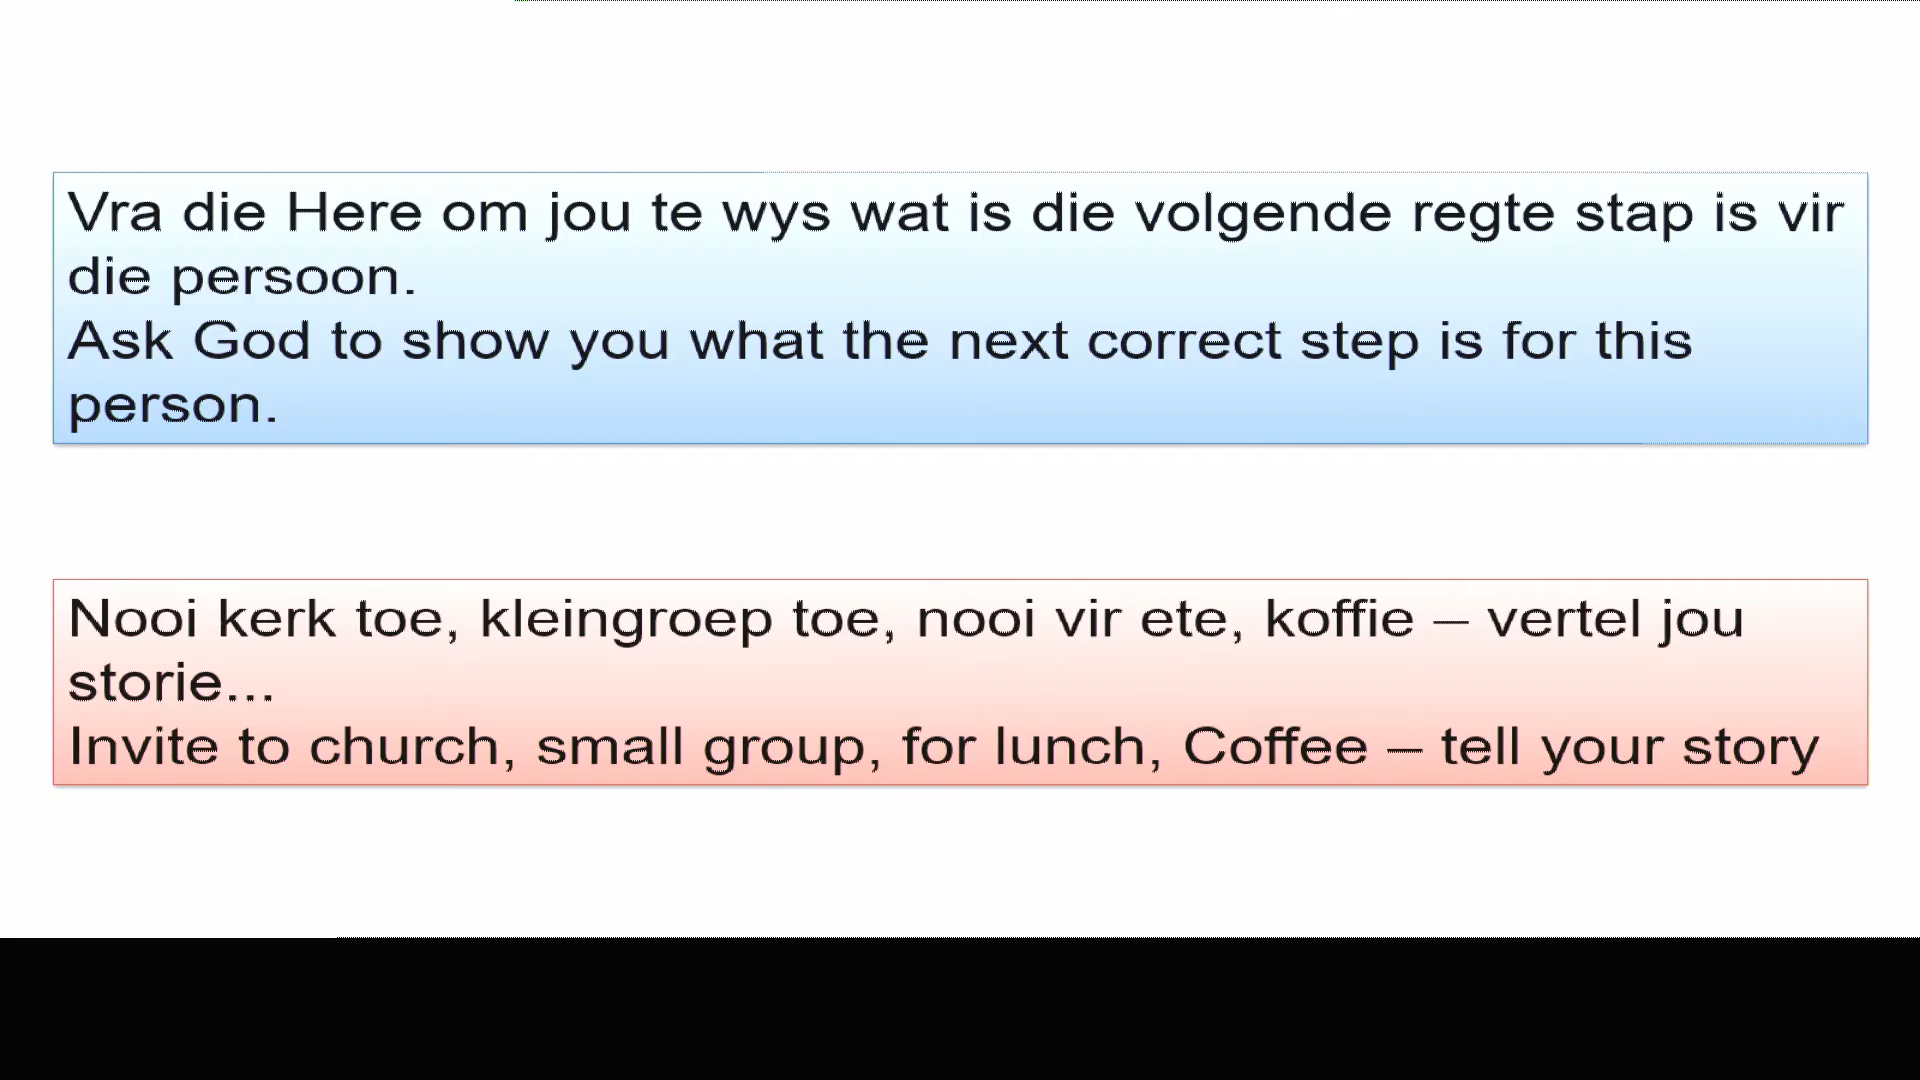 Vra die Here om jou te wys wat is die volgende regte stap is vir
die persoon.
Ask God to show you what the next correct step is for this
person.
Nooi kerk toe, kleingroep toe, nooi vir ete, koffie – vertel jou
storie...
Invite to church, small group, for lunch, Coffee – tell your story